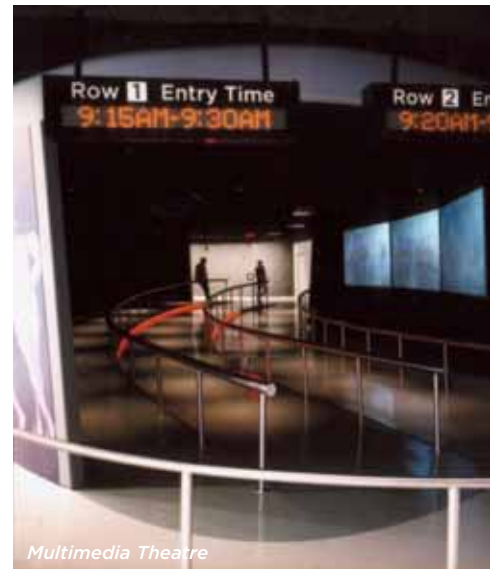 Row 1 Entry Time
9:15AM-9:30AM
Row 2
9:20AM-
Multimedia Theatre